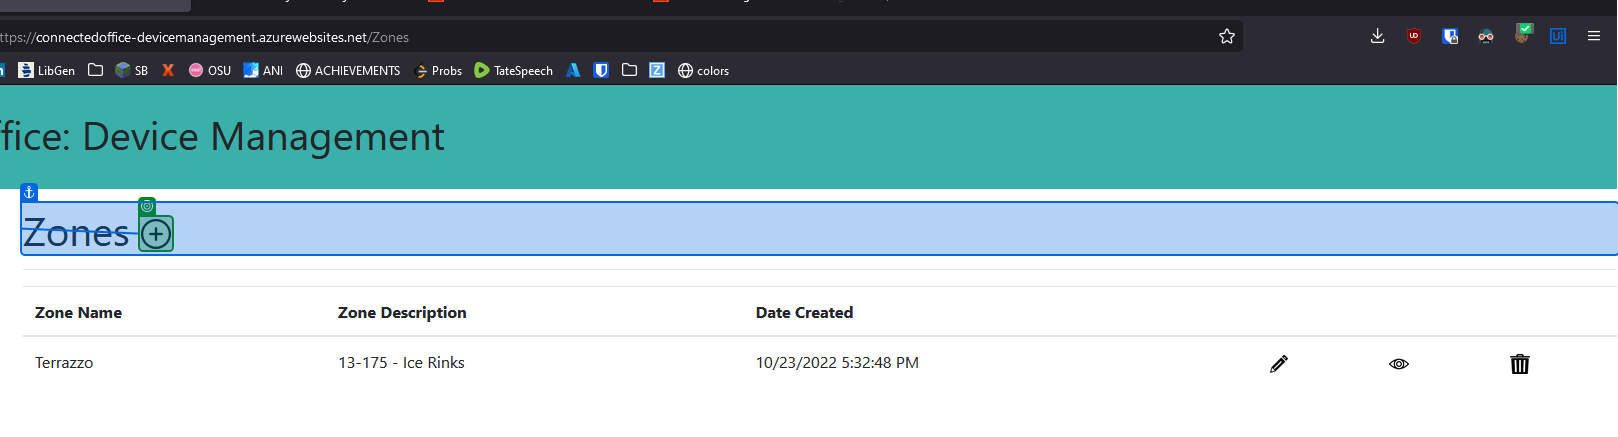 ttps://connectedoffice-devicemanagement.azurewebsites.net/Zones
LibGen SB X OSU ANI ACHIEVEMENTS Probs TateSpeech Z colors
ffice: Device Management
Zones
Zone Name Zone Description Date Created
Terrazzo 13-175 - Ice Rinks 10/23/2022 5:32:48 PM